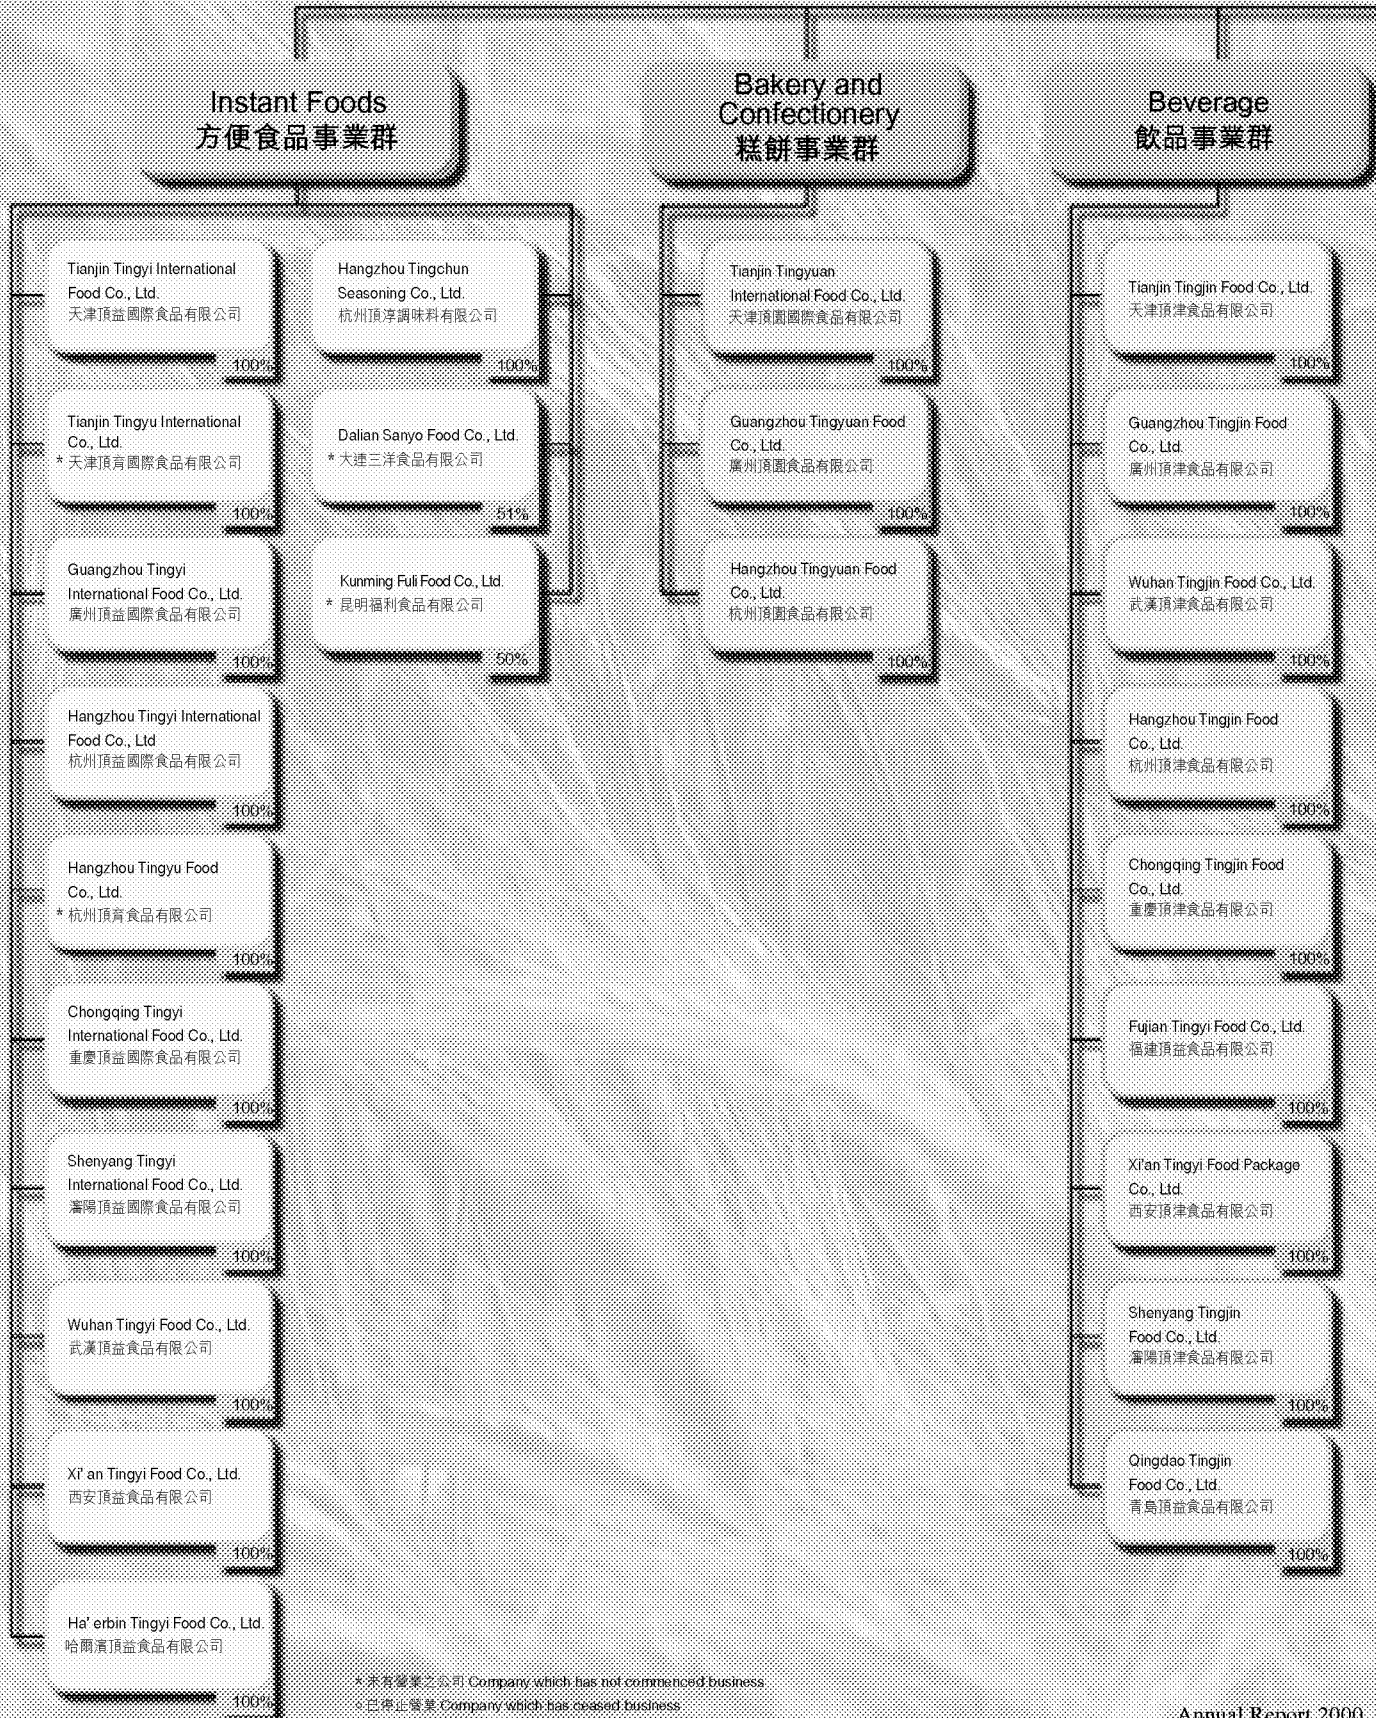 Instant Foods
方便食品事業群
Bakery and
Confectionery
糕餅事業群
Beverage
飲品事業群
Tianjin Tingyi International
Food Co., Ltd.
天津頂益國際食品有限公司
100%
Tianjin Tingyu International
Co., Ltd.
* 天津頂育國際食品有限公司
100%
Guangzhou Tingyi
International Food Co., Ltd.
廣州頂益國際食品有限公司
100%
Hangzhou Tingyi International
Food Co., Ltd
杭州頂益國際食品有限公司
100%
Hangzhou Tingyu Food
Co., Ltd.
* 杭州頂育食品有限公司
100%
Chongqing Tingyi
International Food Co., Ltd.
重慶頂益國際食品有限公司
100%
Shenyang Tingyi
International Food Co., Ltd.
瀋陽頂益國際食品有限公司
100%
Wuhan Tingyi Food Co., Ltd.
武漢頂益食品有限公司
100%
Xi' an Tingyi Food Co., Ltd.
西安頂益食品有限公司
100%
Ha' erbin Tingyi Food Co., Ltd.
哈爾濱頂益食品有限公司
100%
Hangzhou Tingchun
Seasoning Co., Ltd.
杭州頂淳調味料有限公司
100%
Dalian Sanyo Food Co., Ltd.
* 大連三洋食品有限公司
51%
Kunming Fuli Food Co., Ltd.
* 昆明福利食品有限公司
50%
Tianjin Tingyuan
International Food Co., Ltd.
天津頂園國際食品有限公司
100%
Guangzhou Tingyuan Food
Co., Ltd.
廣州頂園食品有限公司
100%
Hangzhou Tingyuan Food
Co., Ltd.
杭州頂園食品有限公司
100%
Tianjin Tingjin Food Co., Ltd.
天津頂津食品有限公司
100%
Guangzhou Tingjin Food
Co., Ltd.
廣州頂津食品有限公司
100%
Wuhan Tingjin Food Co., Ltd.
武漢頂津食品有限公司
100%
Hangzhou Tingjin Food
Co., Ltd.
杭州頂津食品有限公司
100%
Chongqing Tingjin Food
Co., Ltd.
重慶頂津食品有限公司
100%
Fujian Tingyi Food Co., Ltd.
福建頂益食品有限公司
100%
Xi'an Tingyi Food Package
Co., Ltd.
西安頂津食品有限公司
100%
Shenyang Tingjin
Food Co., Ltd.
瀋陽頂津食品有限公司
100%
Qingdao Tingjin
Food Co., Ltd.
青島頂益食品有限公司
100%
* 未有營業之公司 Company which has not commenced business
○ 已停止營業 Company which has ceased business
Annual Report 2000